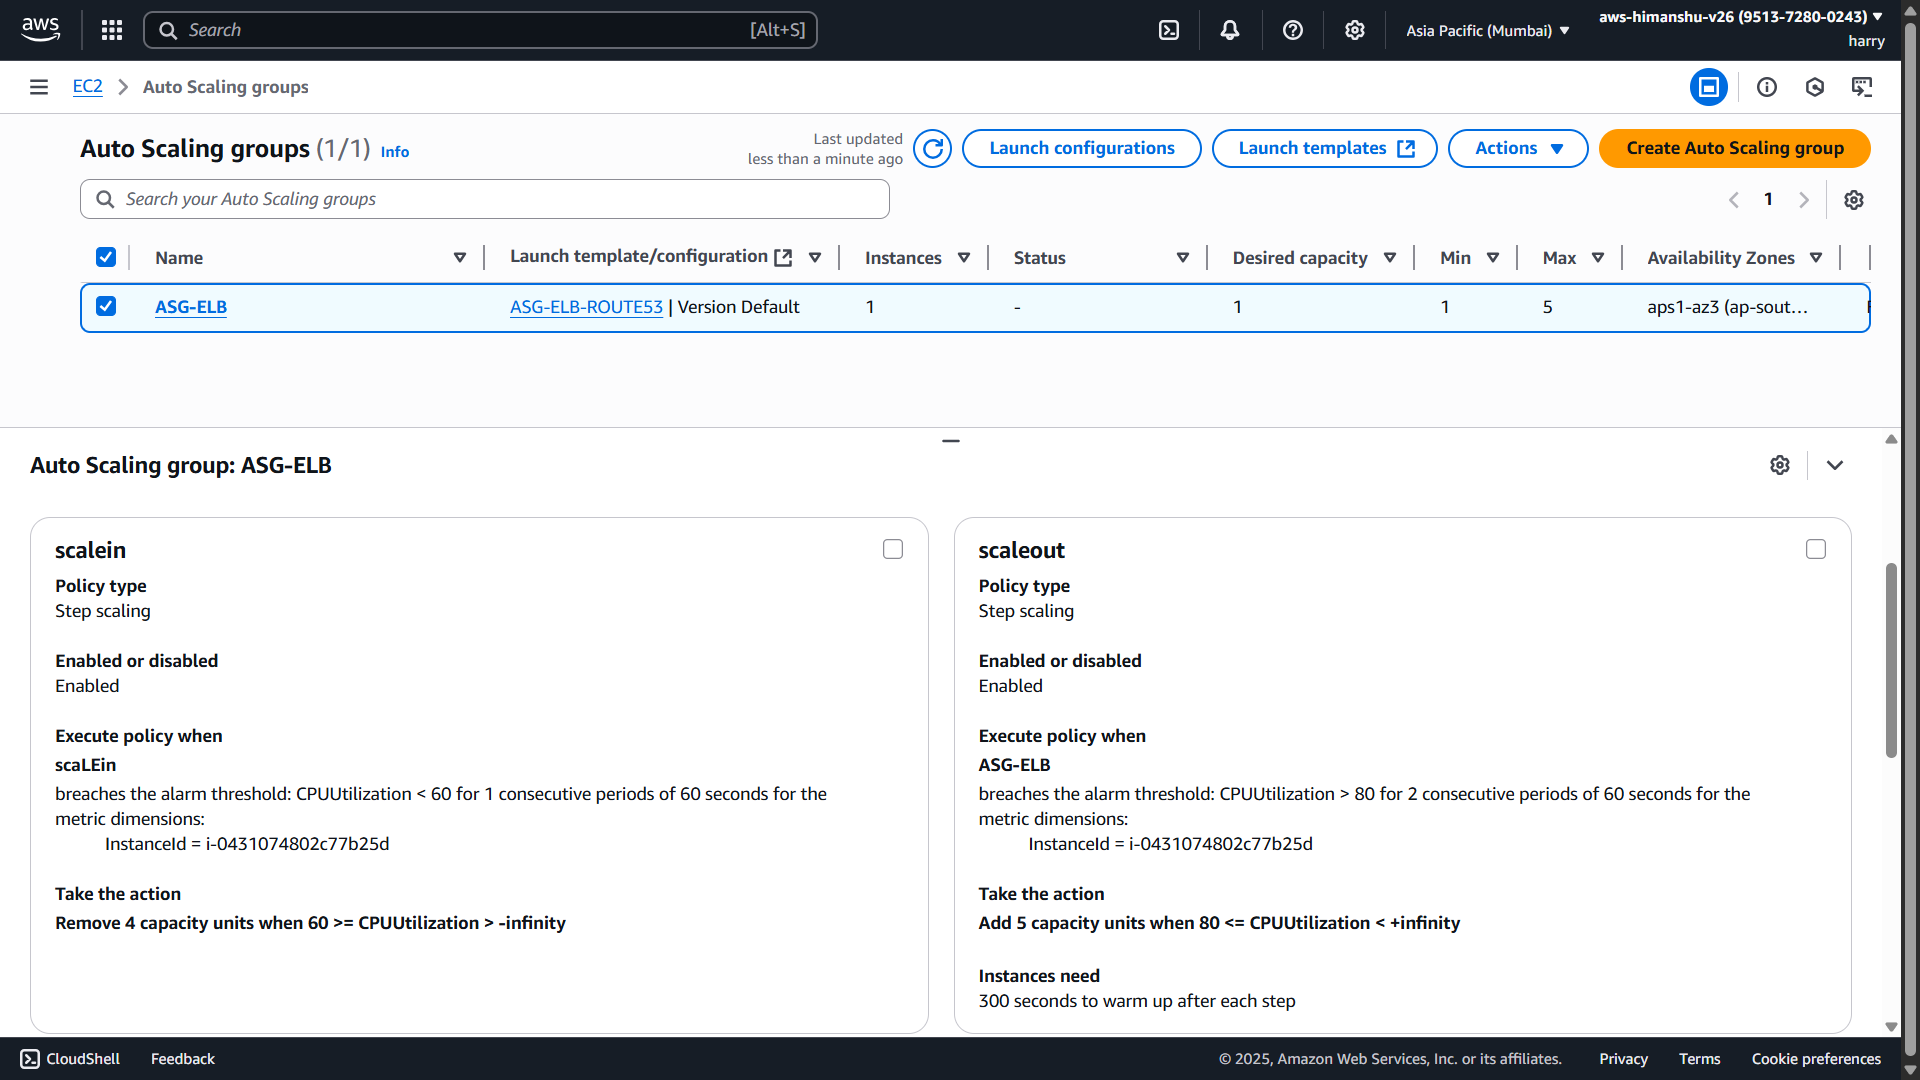 aws
Search [Alt+S]
Asia Pacific (Mumbai)
aws-himanshu-v26 (9513-7280-0243)
harry
EC2 Auto Scaling groups
Auto Scaling groups (1/1) Info
Last updated
less than a minute ago
Launch configurations
Launch templates
Actions
Create Auto Scaling group
Search your Auto Scaling groups
1
Name Launch template/configuration Instances Status Desired capacity Min Max Availability Zones
ASG-ELB ASG-ELB-ROUTE53 | Version Default 1 - 1 1 5 aps1-az3 (ap-sout...
Auto Scaling group: ASG-ELB
scalein
Policy type
Step scaling
Enabled or disabled
Enabled
Execute policy when
scaLEin
breaches the alarm threshold: CPUUtilization < 60 for 1 consecutive periods of 60 seconds for the
metric dimensions:
InstanceId = i-0431074802c77b25d
Take the action
Remove 4 capacity units when 60 >= CPUUtilization > -infinity
scaleout
Policy type
Step scaling
Enabled or disabled
Enabled
Execute policy when
ASG-ELB
breaches the alarm threshold: CPUUtilization > 80 for 2 consecutive periods of 60 seconds for the
metric dimensions:
InstanceId = i-0431074802c77b25d
Take the action
Add 5 capacity units when 80 <= CPUUtilization < +infinity
Instances need
300 seconds to warm up after each step
CloudShell Feedback © 2025, Amazon Web Services, Inc. or its affiliates. Privacy Terms Cookie preferences